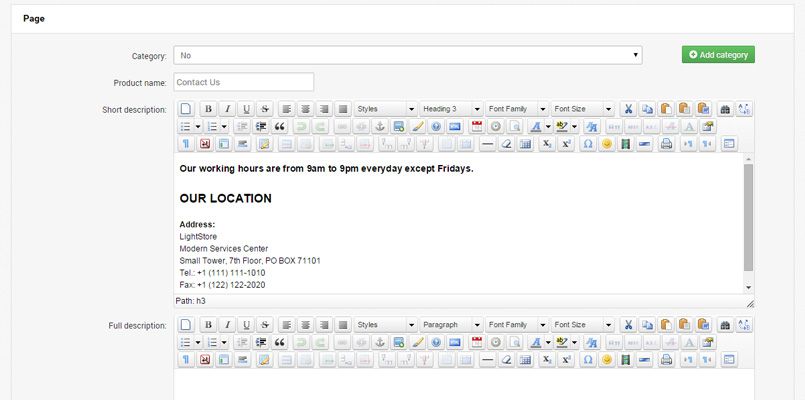 Page
Category: No Add category
Product name: Contact Us
Short description: Styles Heading 3 Font Family Font Size
Our working hours are from 9am to 9pm everyday except Fridays.
OUR LOCATION
Address:
LightStore
Modern Services Center
Small Tower, 7th Floor, PO BOX 71101
Tel.: +1 (111) 111-1010
Fax: +1 (122) 122-2020
Path: h3
Full description: Styles Paragraph Font Family Font Size